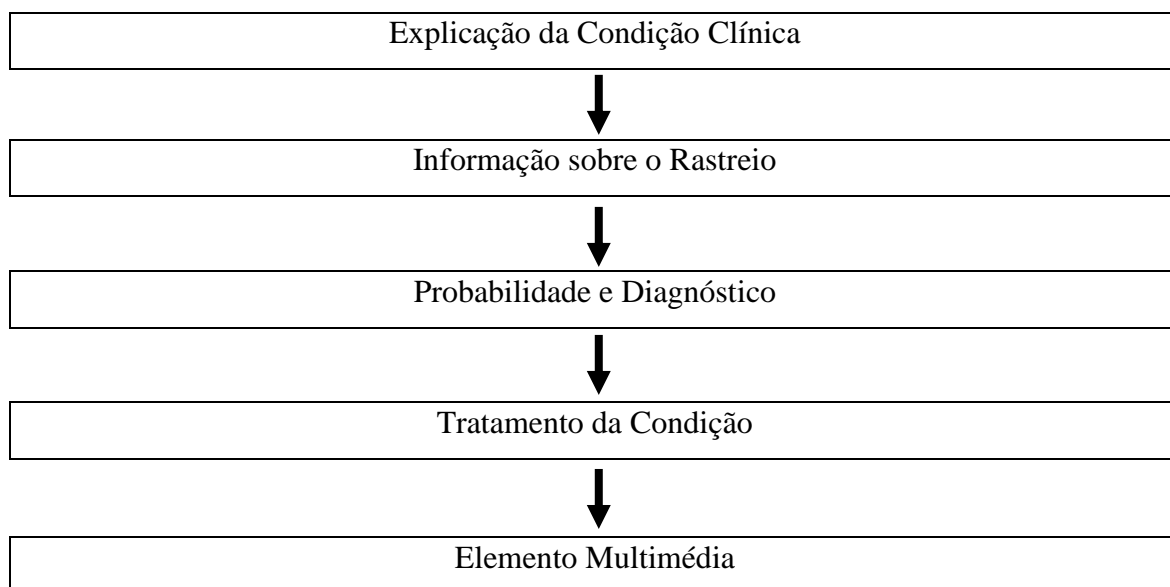 Explicação da Condição Clínica
Informação sobre o Rastreio
Probabilidade e Diagnóstico
Tratamento da Condição
Elemento Multimédia